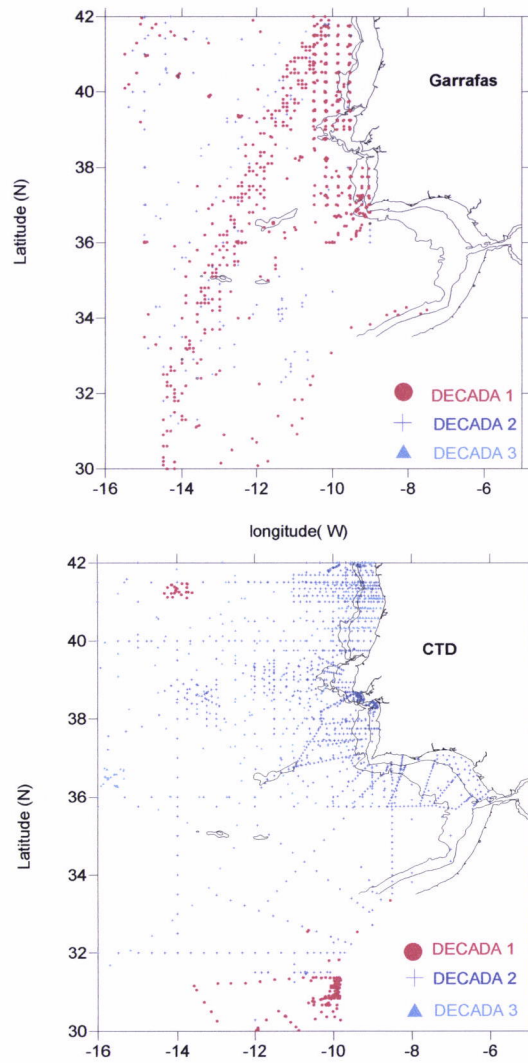 42
40
38
36
34
32
30
Latitude (N)
Garrafas
DECADA 1
DECADA 2
DECADA 3
-16
-14
-12
-10
-8
-6
longitude( W)
42
40
38
36
33
32
30
Latitude (N)
CTD
DECADA 1
DECADA 2
DECADA 3
-16
-14
-12
-10
-8
-6